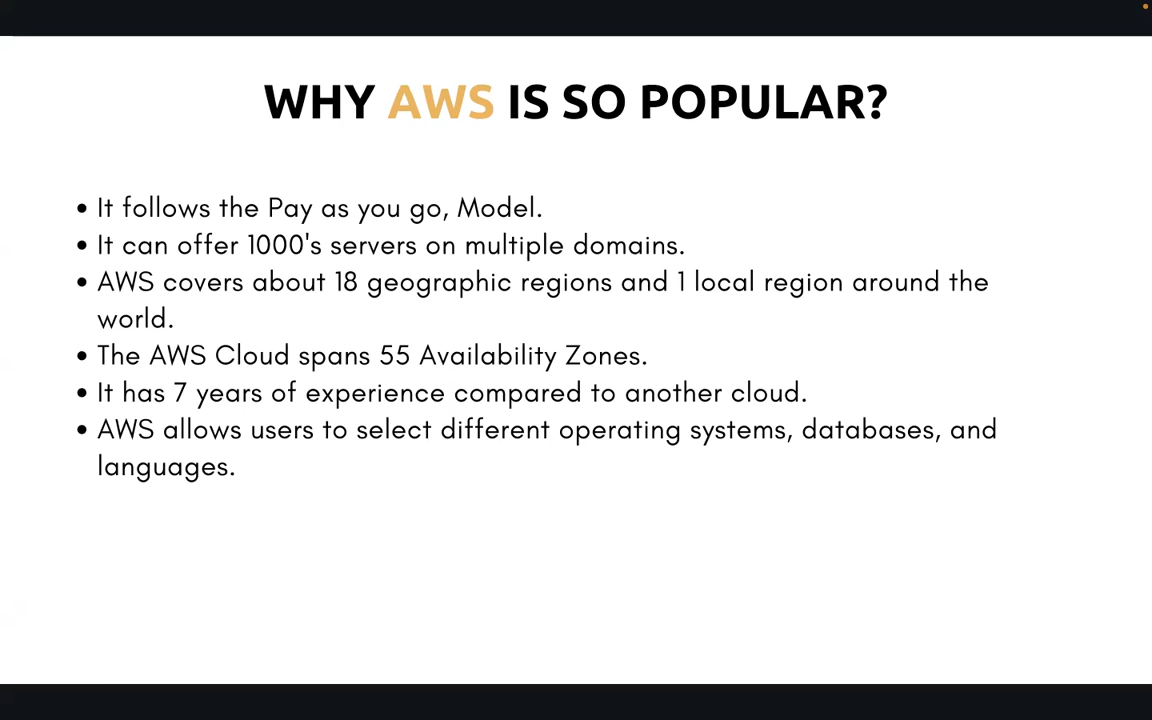 WHY AWS IS SO POPULAR?
• It follows the Pay as you go, Model.
• It can offer 1000's servers on multiple domains.
• AWS covers about 18 geographic regions and 1 local region around the
world.
• The AWS Cloud spans 55 Availability Zones.
• It has 7 years of experience compared to another cloud.
• AWS allows users to select different operating systems, databases, and
languages.